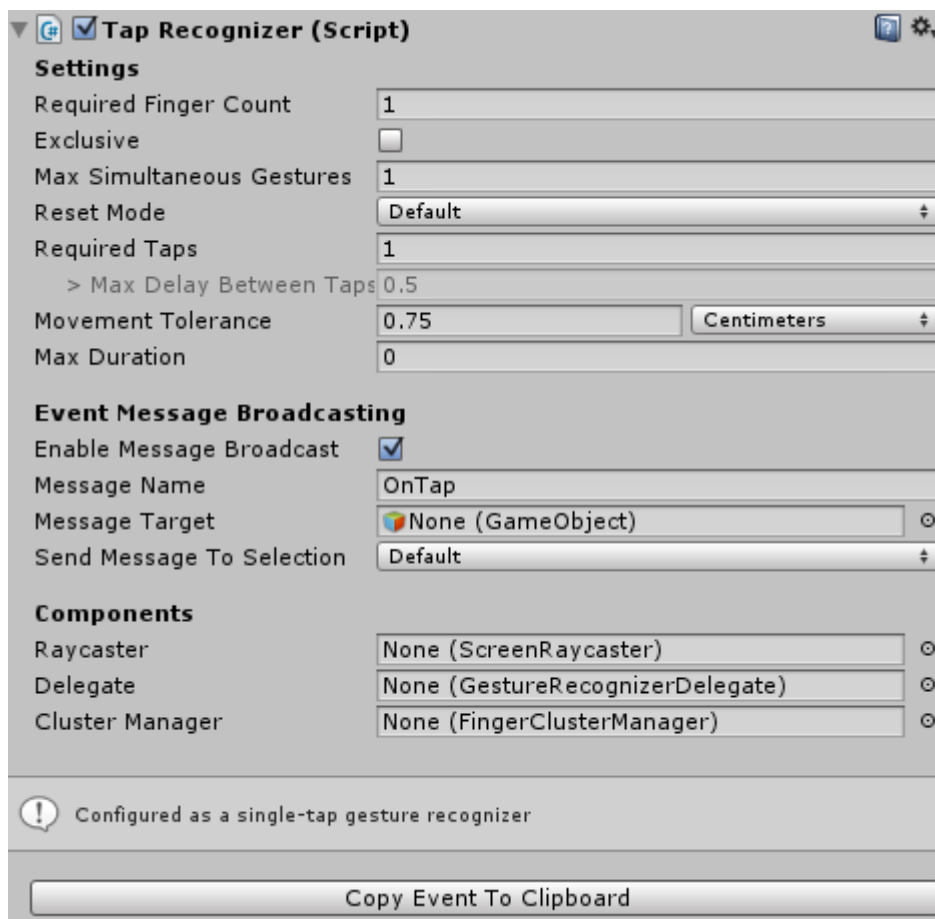 Tap Recognizer (Script)
Settings
Required Finger Count 1
Exclusive
Max Simultaneous Gestures 1
Reset Mode Default
Required Taps 1
> Max Delay Between Taps 0.5
Movement Tolerance 0.75 Centimeters
Max Duration 0
Event Message Broadcasting
Enable Message Broadcast
Message Name OnTap
Message Target None (GameObject)
Send Message To Selection Default
Components
Raycaster None (ScreenRaycaster)
Delegate None (GestureRecognizerDelegate)
Cluster Manager None (FingerClusterManager)
Configured as a single-tap gesture recognizer
Copy Event To Clipboard